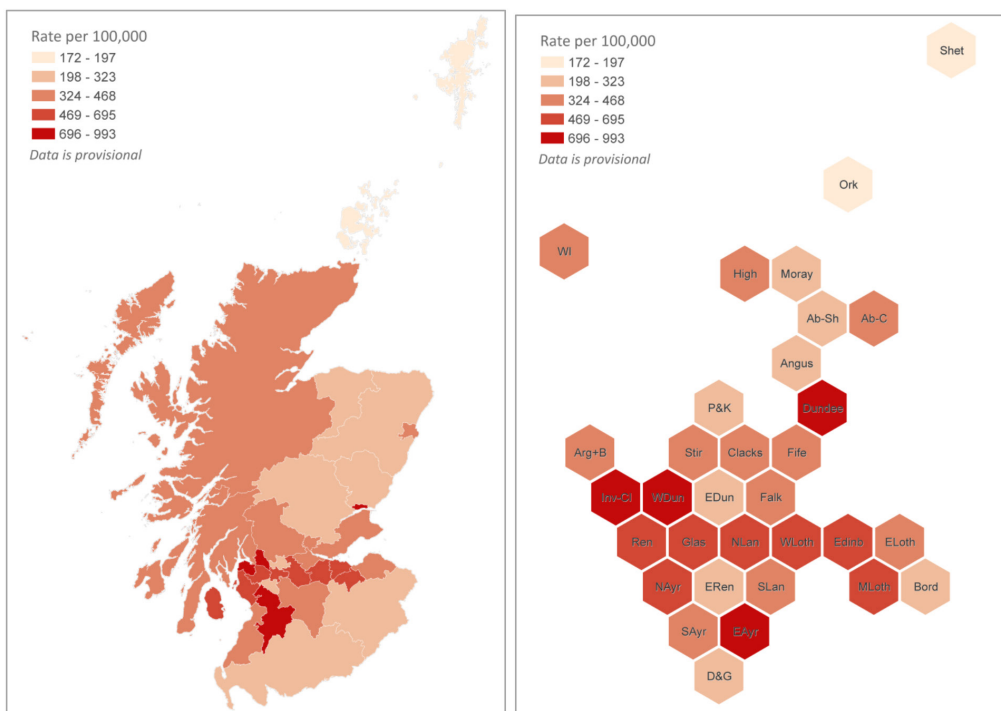 Rate per 100,000
172 - 197
198 - 323
324 - 468
469 - 695
696 - 993
Data is provisional
Rate per 100,000
172 - 197
198 - 323
324 - 468
469 - 695
696 - 993
Data is provisional
Shet
Ork
WI
High Moray
Ab-Sh Ab-C
Angus
P&K Dundee
Arg+B Stir Clacks Fife
Inv-Cl WDun EDun Falk
Ren Glas NLan WLoth Edinb ELoth
NAyr ERen SLan MLoth Bord
SAyr EAyr
D&G